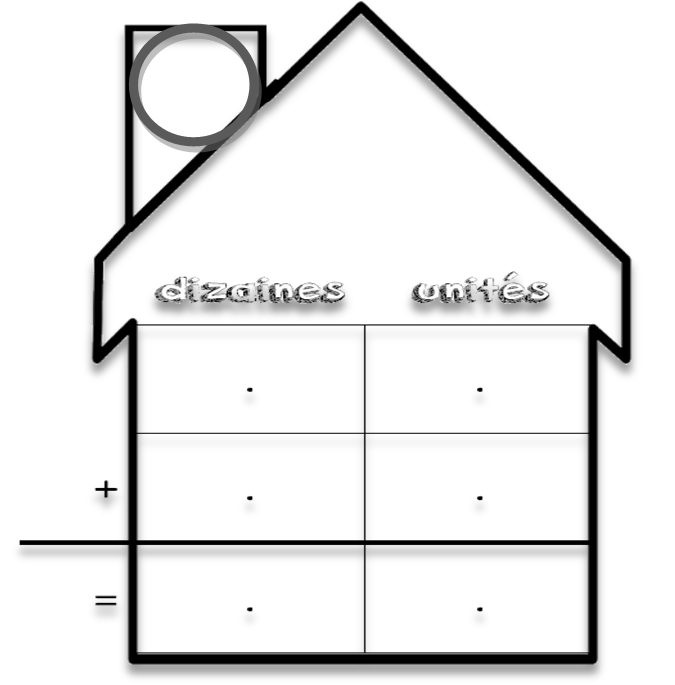 dizaines unités
. .
+ . .
= . .